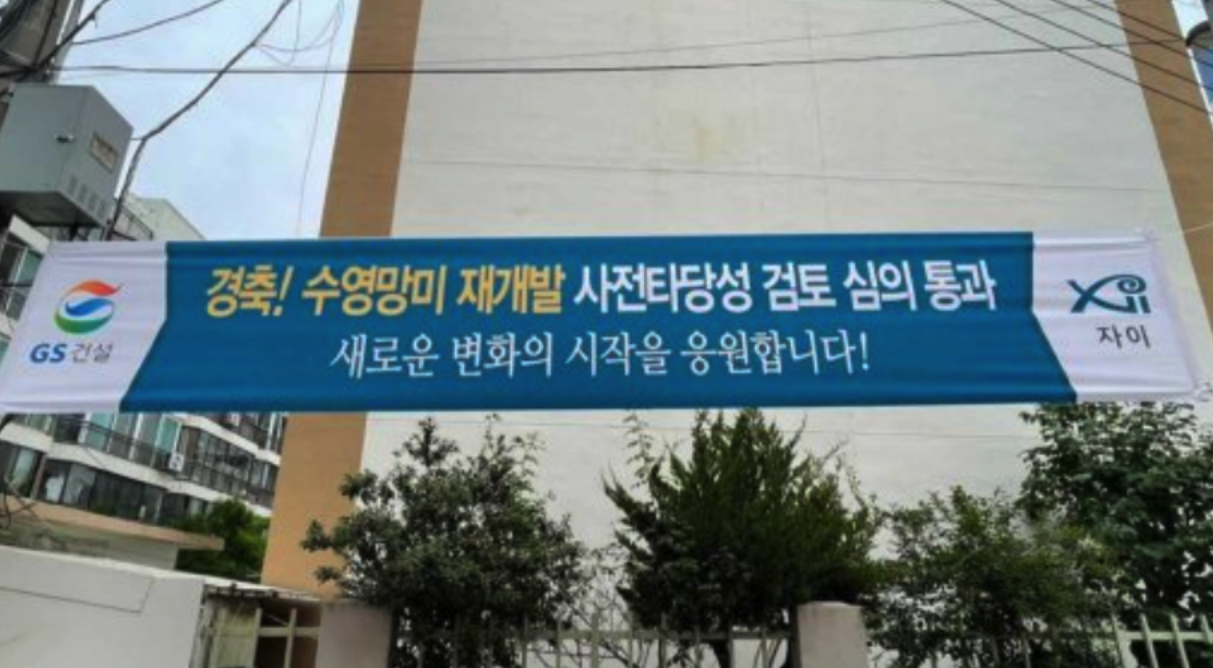 경축! 수영망미 재개발 사전타당성 검토 심의 통과
새로운 변화의 시작을 응원합니다!
GS건설
Xi
자이